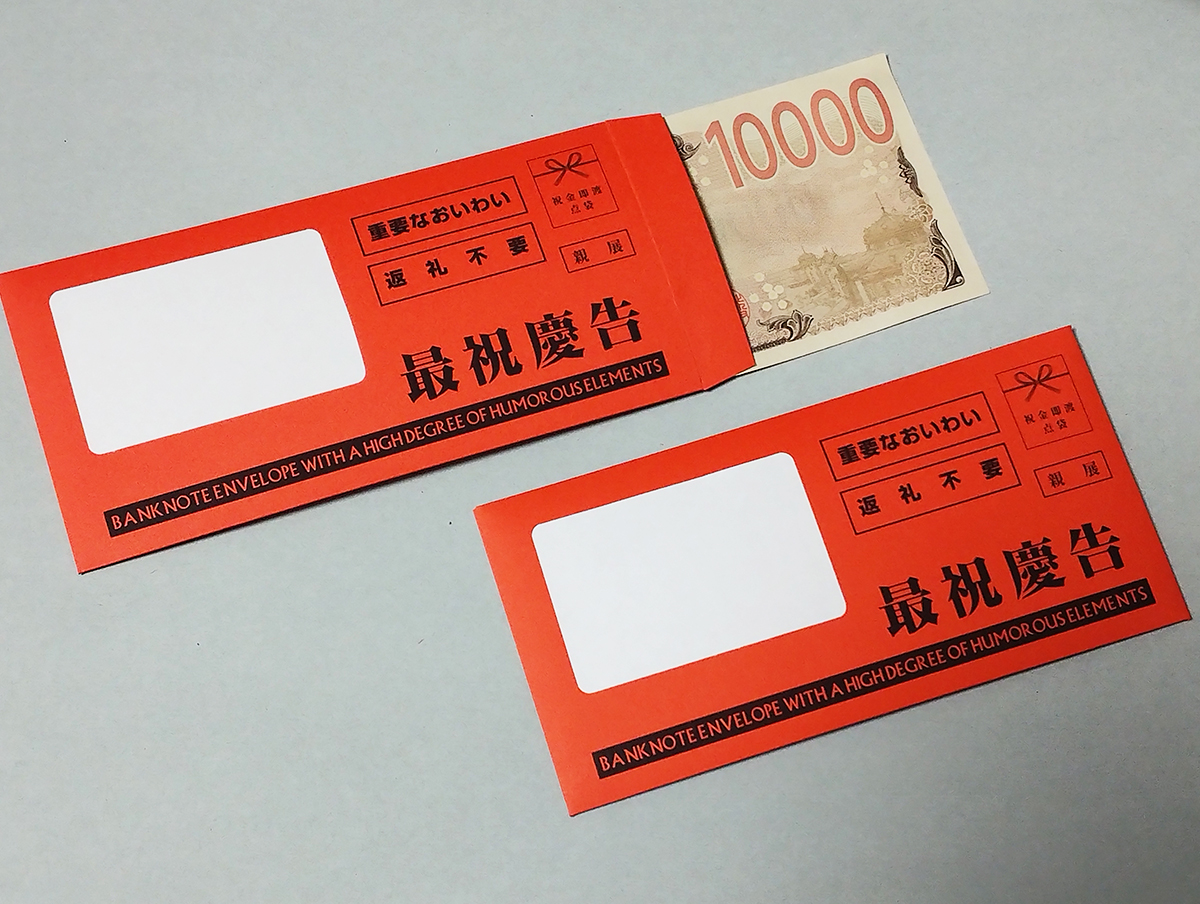 10000
重要なおいわい
返礼不要
祝金即渡
点袋
親展
最祝慶告
BANKNOTE ENVELOPE WITH A HIGH DEGREE OF HUMOROUS ELEMENTS
重要なおいわい
返礼不要
祝金即渡
点袋
親展
最祝慶告
BANKNOTE ENVELOPE WITH A HIGH DEGREE OF HUMOROUS ELEMENTS